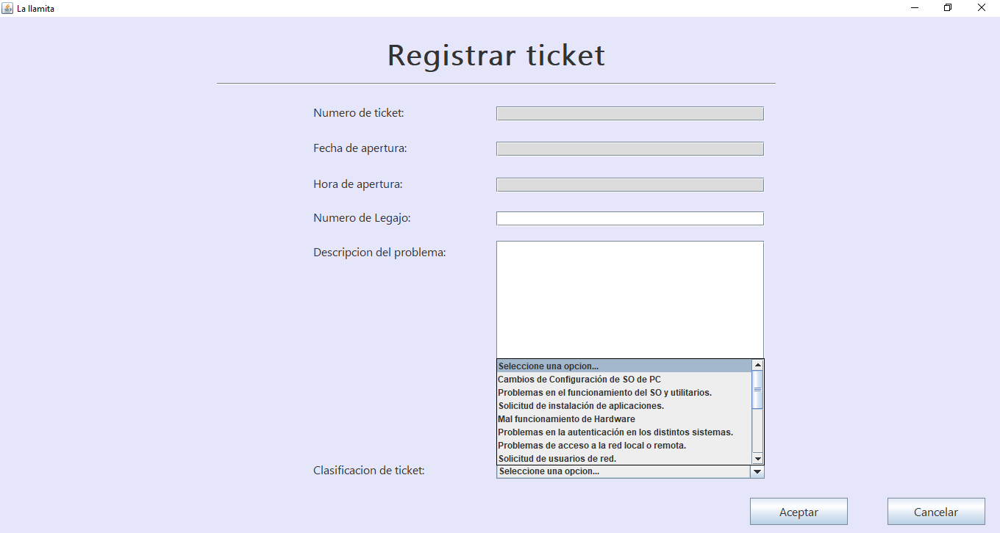 La llamita
Registrar ticket
Numero de ticket:
Fecha de apertura:
Hora de apertura:
Numero de Legajo:
Descripcion del problema:
Seleccione una opcion...
Cambios de Configuración de SO de PC
Problemas en el funcionamiento del SO y utilitarios.
Solicitud de instalación de aplicaciones.
Mal funcionamiento de Hardware
Problemas en la autenticación en los distintos sistemas.
Problemas de acceso a la red local o remota.
Solicitud de usuarios de red.
Clasificacion de ticket:
Seleccione una opcion...
Aceptar
Cancelar